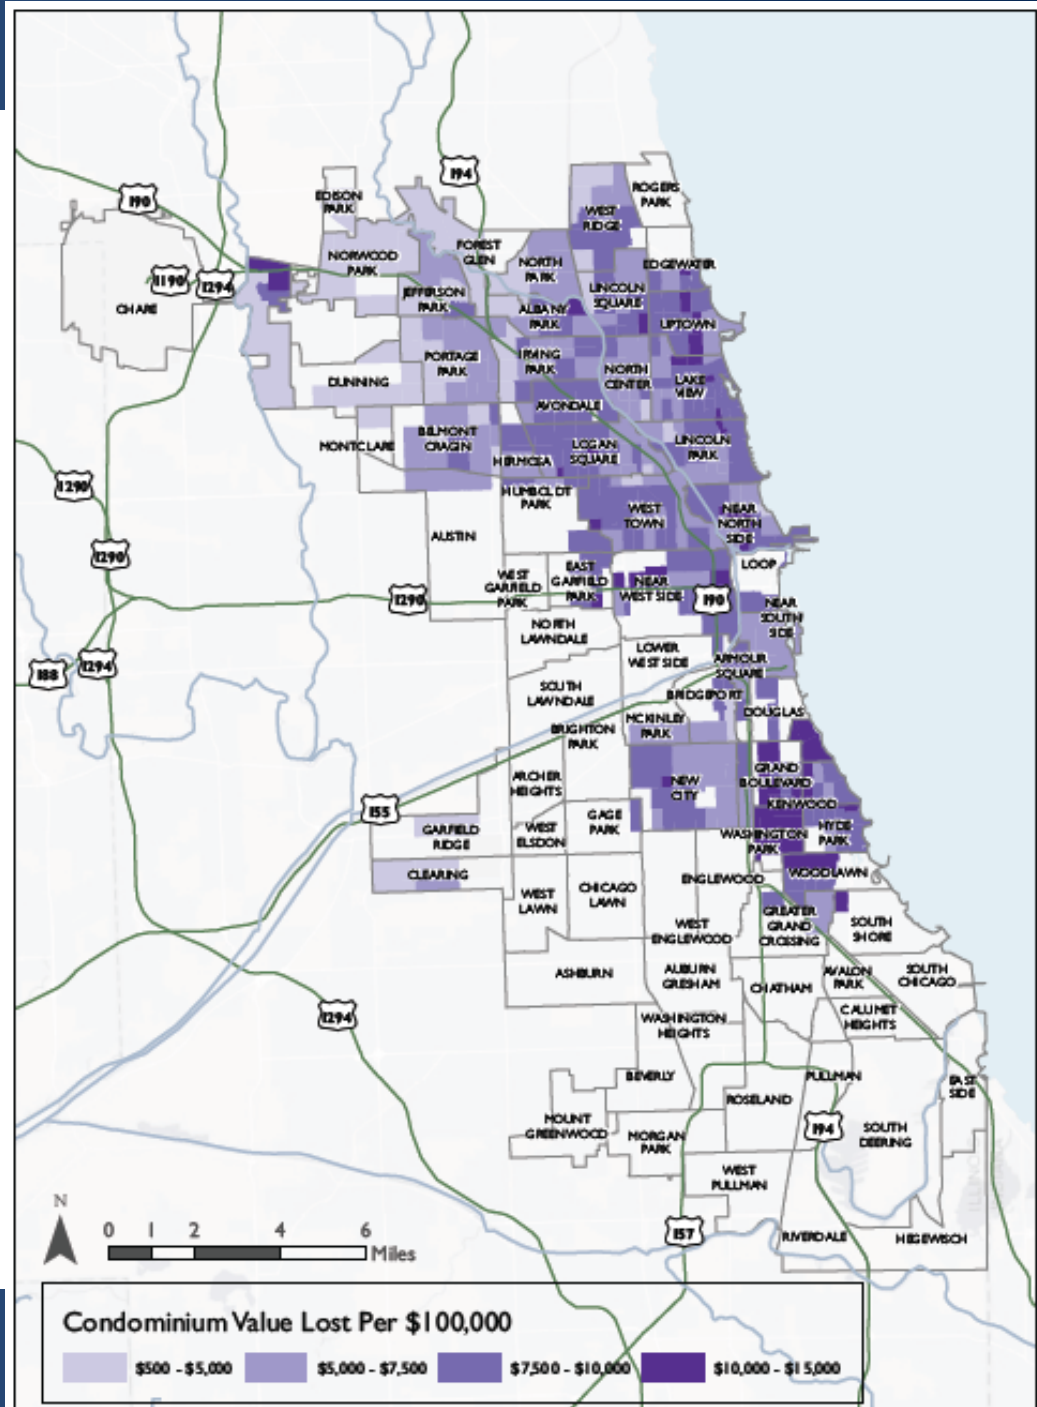 I94
EDISON
PARK
ROGERS
PARK
I90
WEST
RIDGE
FOREST
GLEN
NORWOOD
PARK
NORTH
PARK
EDGEWATER
I190
I294
LINCOLN
SQUARE
JEFFERSON
PARK
OHARE
ALBANY
PARK
UPTOWN
PORTAGE
PARK
IRVING
PARK
NORTH
CENTER
LAKE
VIEW
DUNNING
AVONDALE
MONTCLARE
BELMONT
CRAGIN
LOGAN
SQUARE
LINCOLN
PARK
HERMOSA
I290
HUMBOLDT
PARK
WEST
TOWN
NEAR
NORTH
SIDE
AUSTIN
I290
LOOP
WEST
GARFIELD
PARK
EAST
GARFIELD
PARK
NEAR
WEST SIDE
I290
I90
NEAR
SOUTH
SIDE
NORTH
LAWNDALE
LOWER
WEST SIDE
ARMOUR
SQUARE
I88
I294
SOUTH
LAWNDALE
BRIDGEPORT
DOUGLAS
MCKINLEY
PARK
BRIGHTON
PARK
ARCHER
HEIGHTS
NEW
CITY
GRAND
BOULEVARD
KENWOOD
I55
GARFIELD
RIDGE
WEST
ELSDON
GAGE
PARK
WASHINGTON
PARK
HYDE
PARK
CLEARING
ENGLEWOOD
WOODLAWN
WEST
LAWN
CHICAGO
LAWN
WEST
ENGLEWOOD
GREATER
GRAND
CROSSING
SOUTH
SHORE
ASHBURN
AUBURN
GRESHAM
CHATHAM
AVALON
PARK
SOUTH
CHICAGO
I294
WASHINGTON
HEIGHTS
CALUMET
HEIGHTS
BEVERLY
PULLMAN
EAST
SIDE
ROSELAND
MOUNT
GREENWOOD
MORGAN
PARK
I94
SOUTH
DEERING
WEST
PULLMAN
ILLINOIS
I57
RIVERDALE
HEGEWISCH
N
0 1 2 4 6
Miles
Condominium Value Lost Per $100,000
$500 - $5,000 $5,000 - $7,500 $7,500 - $10,000 $10,000 - $15,000